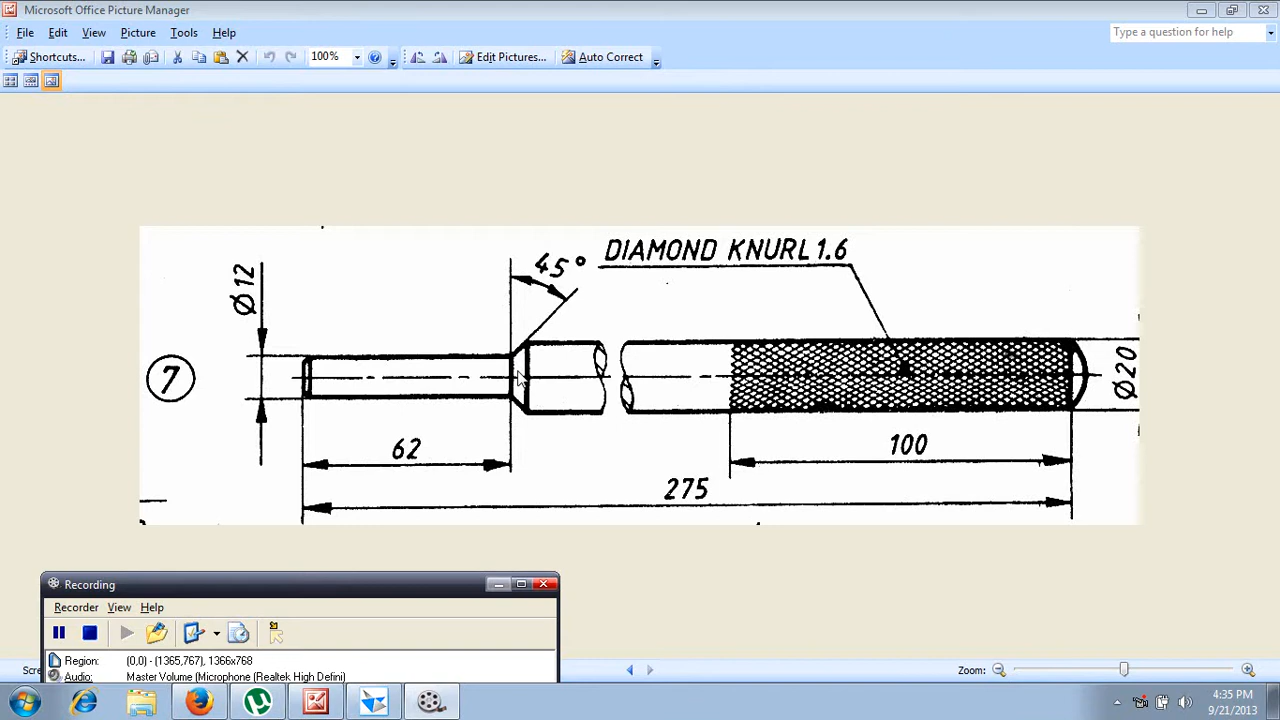 Microsoft Office Picture Manager
File Edit View Picture Tools Help
Type a question for help
Shortcuts... 100% Edit Pictures... Auto Correct
DIAMOND KNURL 1.6
45°
Ø12
7
Ø20
62
100
275
Recording
Recorder View Help
Region: (0,0) - (1365,767), 1366x768
Audio: Master Volume (Microphone (Realtek High Defini)
Scre
Zoom:
4:35 PM
9/21/2013